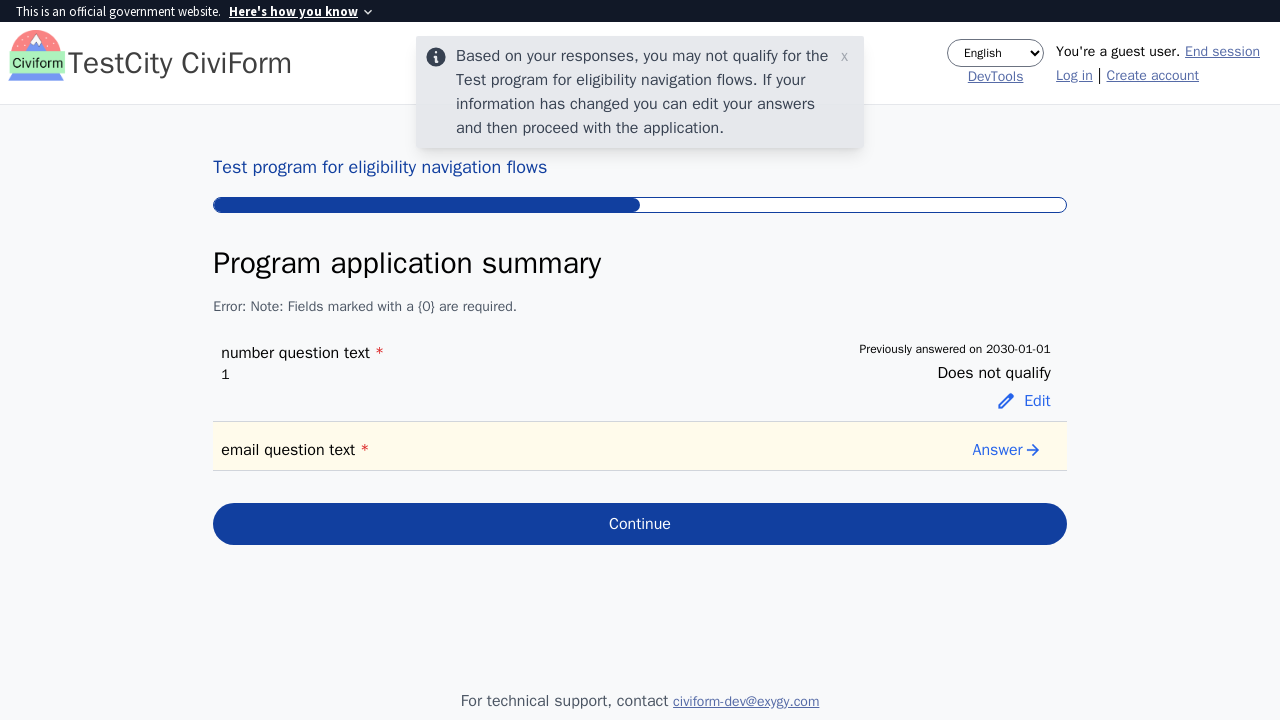 This is an official government website. Here's how you know
Civiform
TestCity CiviForm
Based on your responses, you may not qualify for the
Test program for eligibility navigation flows. If your
information has changed you can edit your answers
and then proceed with the application.
x
English
DevTools
You're a guest user. End session
Log in | Create account
Test program for eligibility navigation flows
Program application summary
Error: Note: Fields marked with a {0} are required.
number question text *
1
Previously answered on 2030-01-01
Does not qualify
Edit
email question text *
Answer
Continue
For technical support, contact civiform-dev@exygy.com